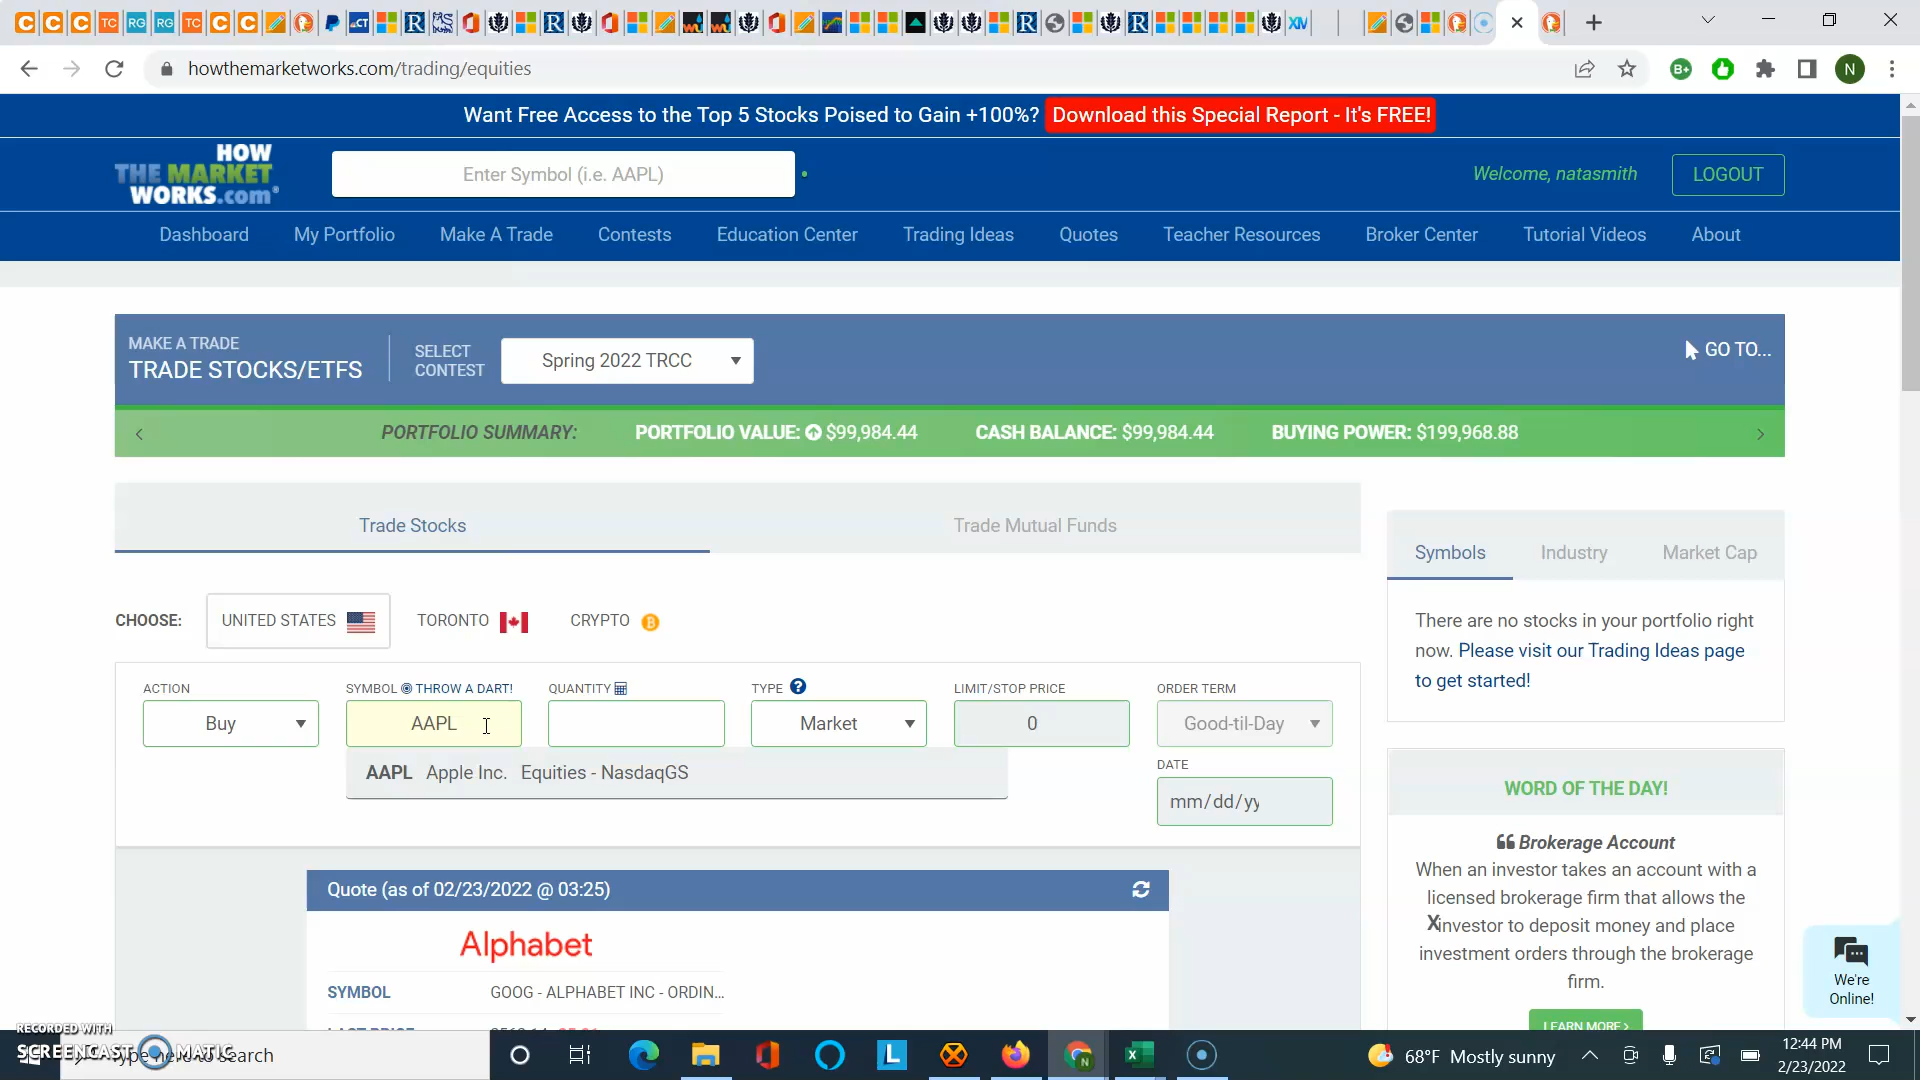 howthemarketworks.com/trading/equities
N
Want Free Access to the Top 5 Stocks Poised to Gain +100%? Download this Special Report - It's FREE!
HOW
THE MARKET
WORKS.com®
Enter Symbol (i.e. AAPL)
Welcome, natasmith
LOGOUT
Dashboard My Portfolio Make A Trade Contests Education Center Trading Ideas Quotes Teacher Resources Broker Center Tutorial Videos About
MAKE A TRADE
TRADE STOCKS/ETFS
SELECT
CONTEST
Spring 2022 TRCC
GO TO...
PORTFOLIO SUMMARY: PORTFOLIO VALUE: $99,984.44 CASH BALANCE: $99,984.44 BUYING POWER: $199,968.88
Trade Stocks Trade Mutual Funds
CHOOSE: UNITED STATES TORONTO CRYPTO
ACTION SYMBOL THROW A DART! QUANTITY TYPE LIMIT/STOP PRICE ORDER TERM
Buy AAPL Market 0 Good-til-Day
AAPL Apple Inc. Equities - NasdaqGS
DATE
mm/dd/yy
Quote (as of 02/23/2022 @ 03:25)
Alphabet
SYMBOL GOOG - ALPHABET INC - ORDIN...
Symbols Industry Market Cap
There are no stocks in your portfolio right
now. Please visit our Trading Ideas page
to get started!
WORD OF THE DAY!
Brokerage Account
When an investor takes an account with a
licensed brokerage firm that allows the
investor to deposit money and place
investment orders through the brokerage
firm.
LEARN MORE >
X
We're
Online!
RECORDED WITH
SCREENCAST MATIC
Type here to search
68°F Mostly sunny
12:44 PM
2/23/2022